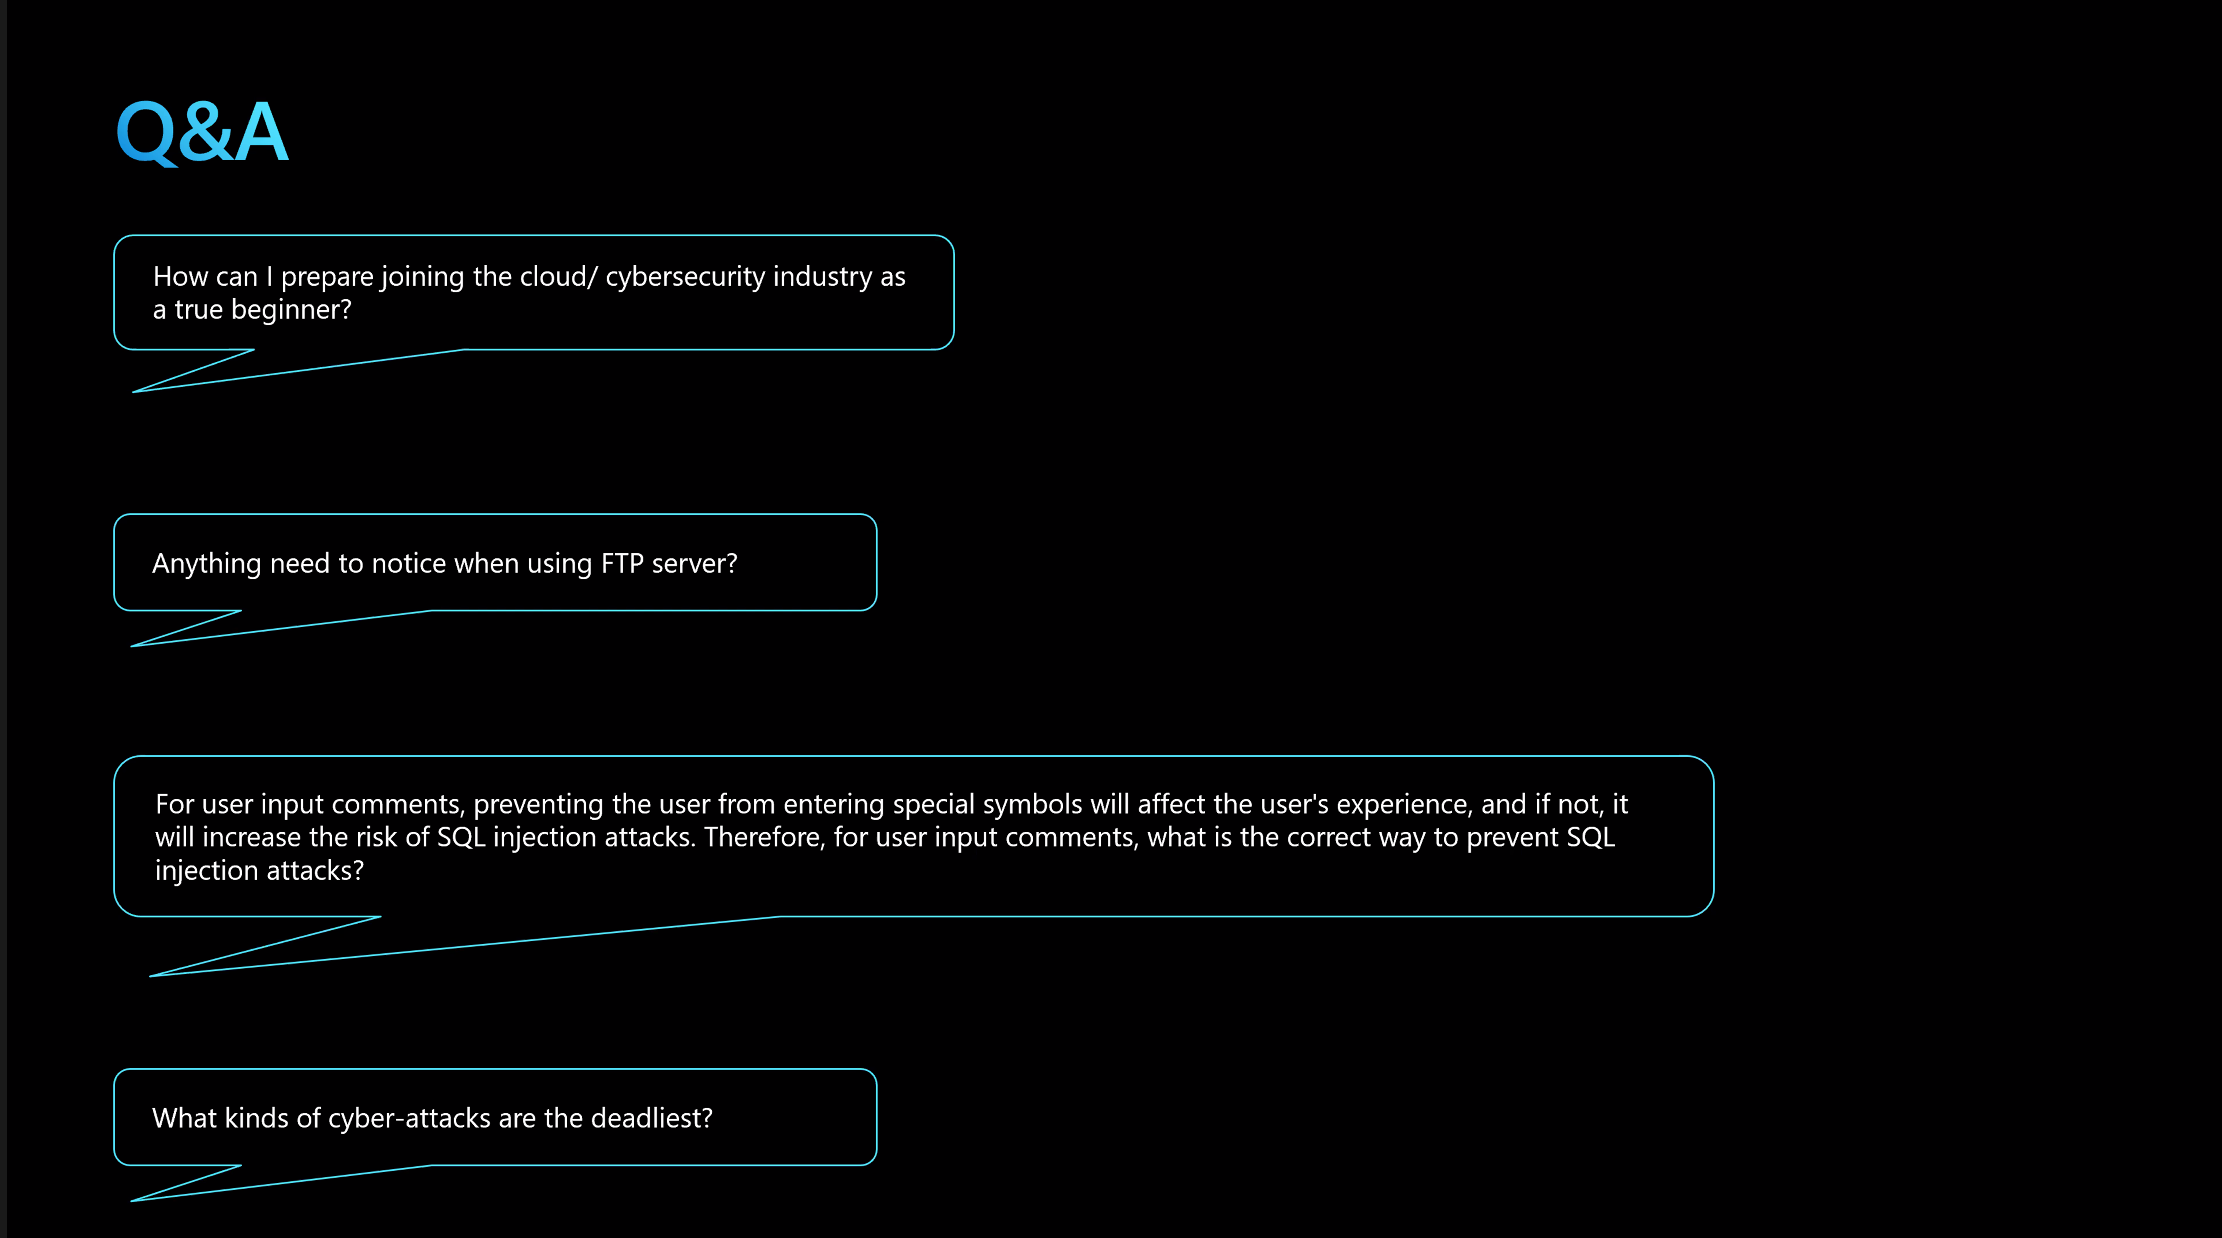 Q&A
How can I prepare joining the cloud/ cybersecurity industry as
a true beginner?
Anything need to notice when using FTP server?
For user input comments, preventing the user from entering special symbols will affect the user's experience, and if not, it
will increase the risk of SQL injection attacks. Therefore, for user input comments, what is the correct way to prevent SQL
injection attacks?
What kinds of cyber-attacks are the deadliest?